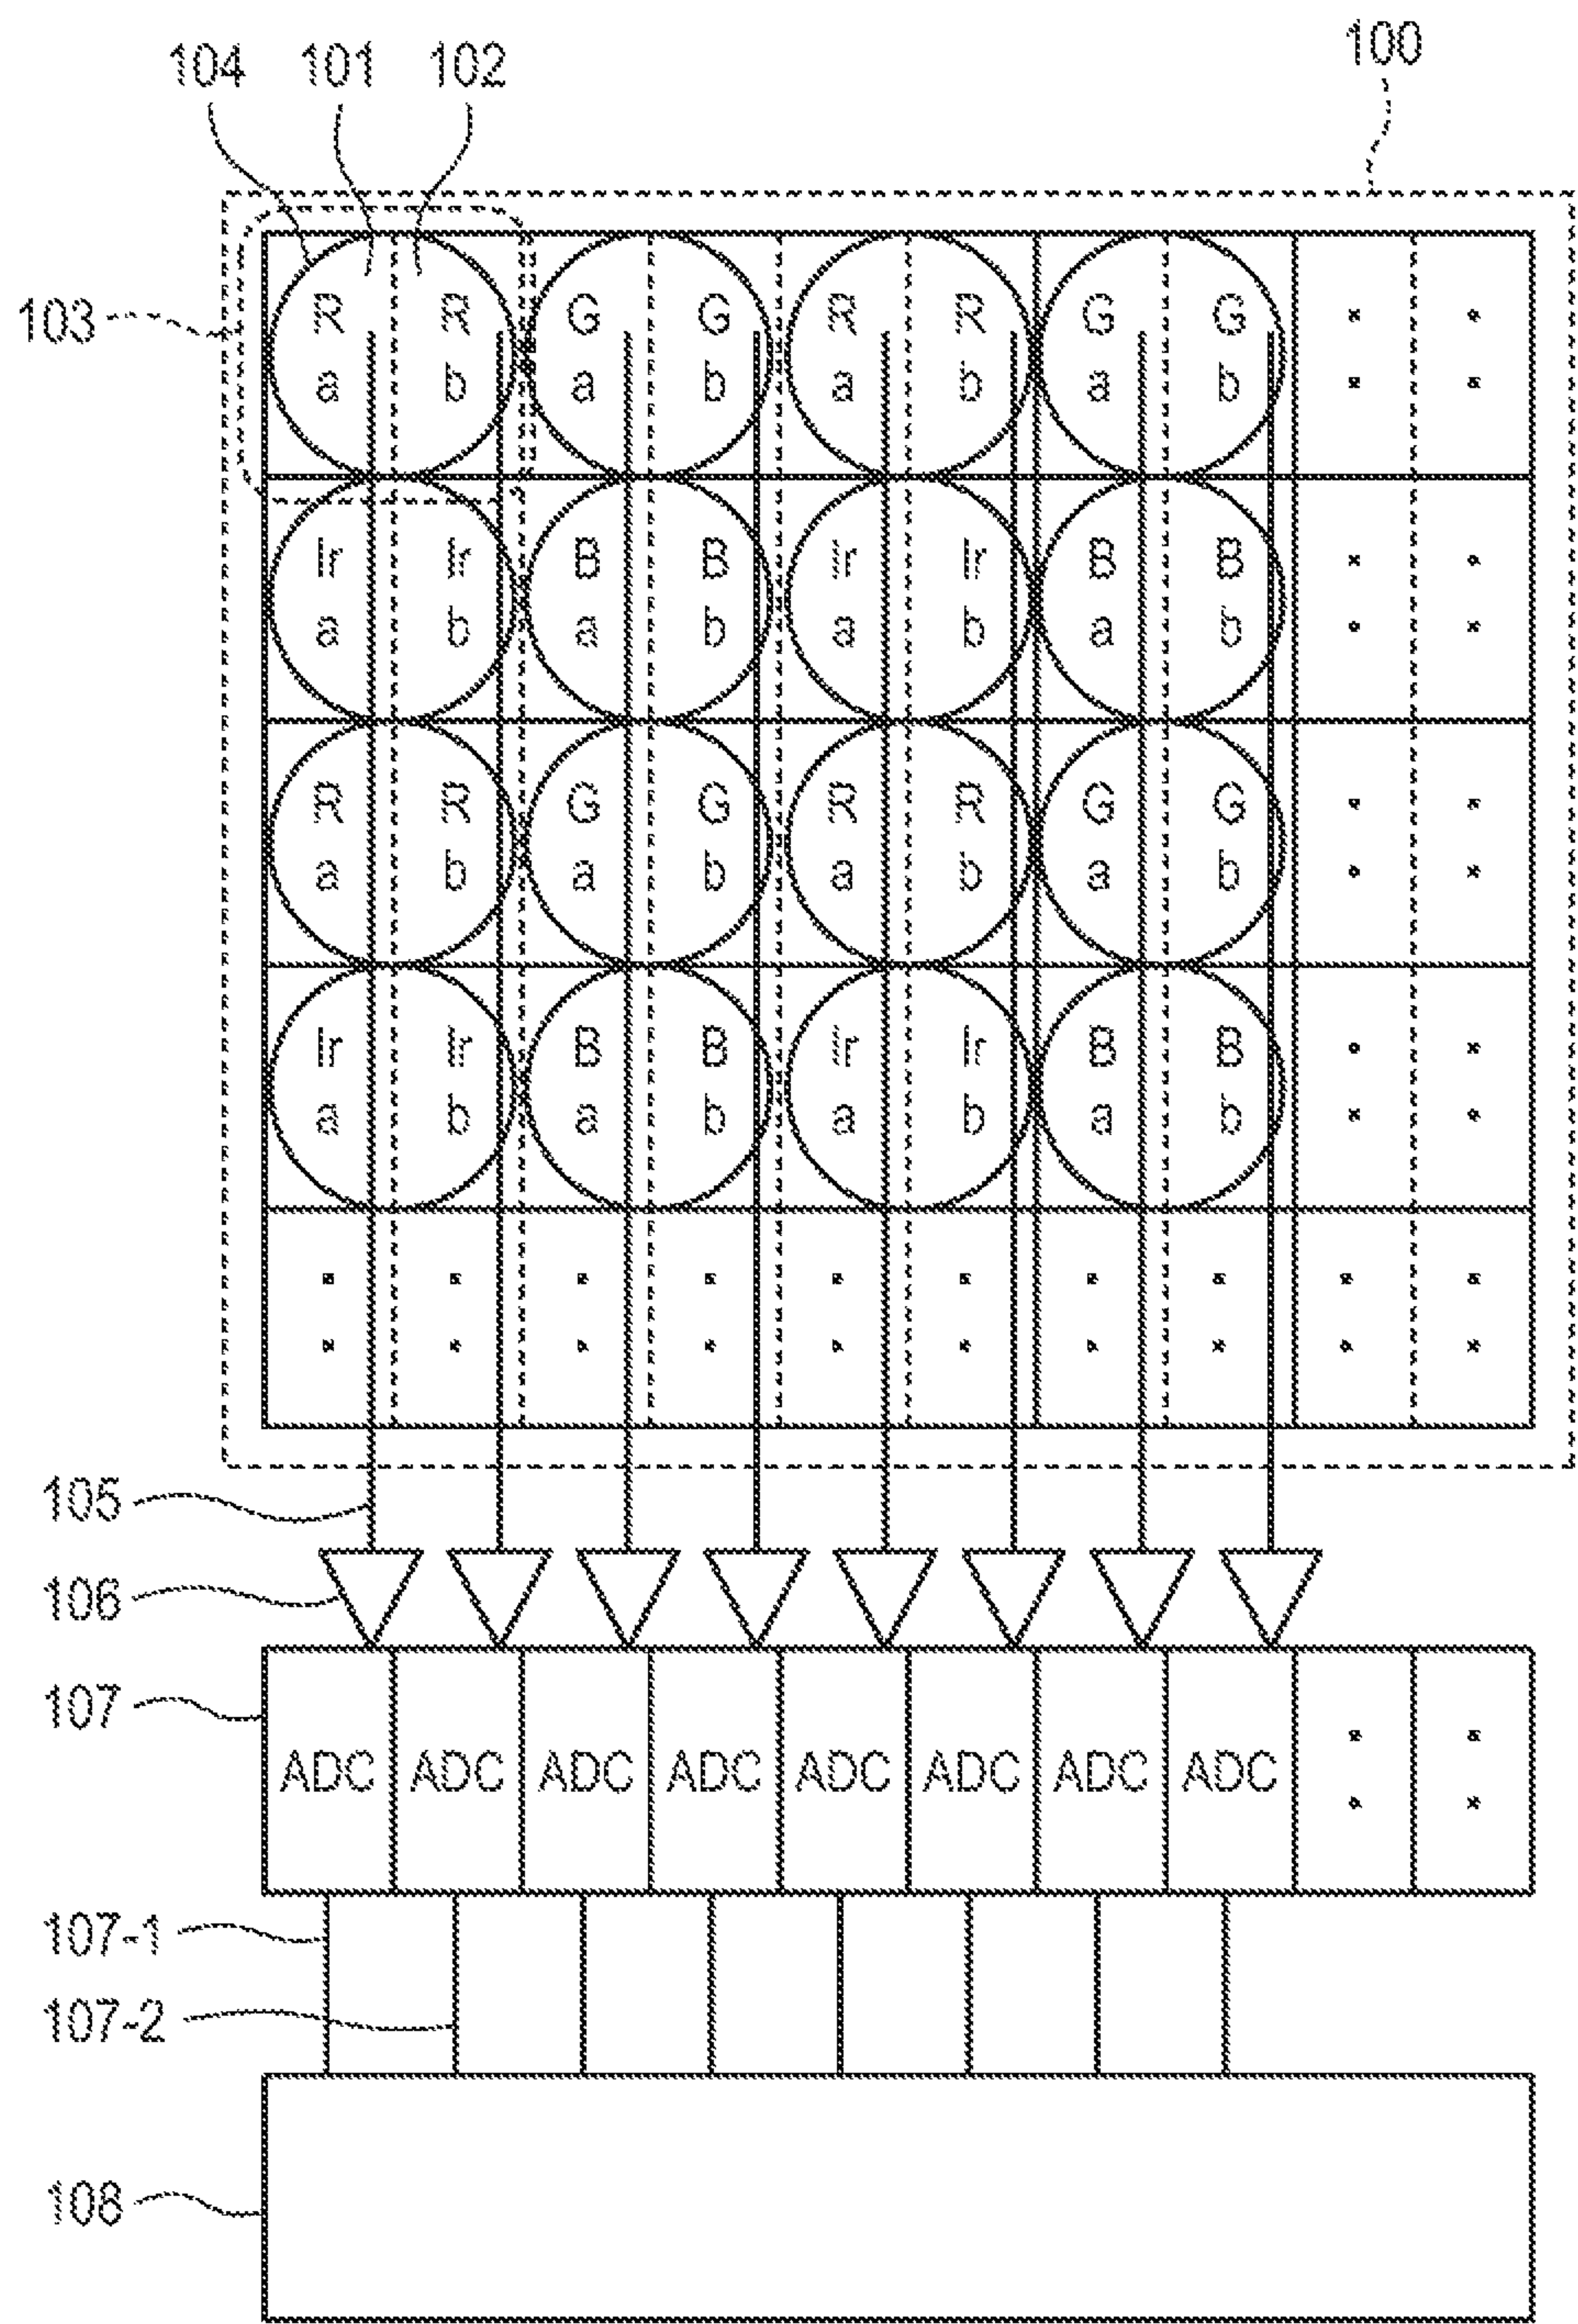 104 101 102 100
103
R R G G R R G G
a b a b a b a b
Ir Ir B B Ir Ir B B
a b a b a b a b
R R G G R R G G
a b a b a b a b
Ir Ir B B Ir Ir B B
a b a b a b a b
105
106
107
ADC ADC ADC ADC ADC ADC ADC ADC
107-1
107-2
108